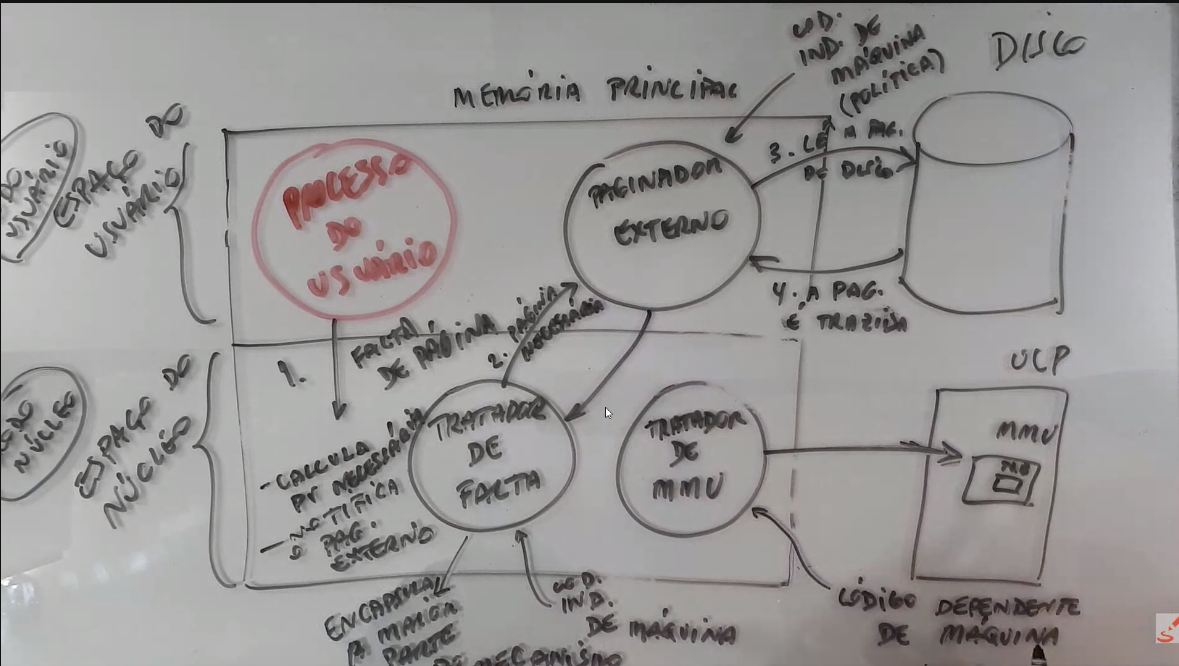 MEMÓRIA PRINCIPAL
CÓD.
IND. DE
MÁQUINA
(POLÍTICA)
DISCO
DO
USUÁRIO
ESPAÇO DO
USUÁRIO
PROCESSO
DO
USUÁRIO
PAGINADOR
EXTERNO
3. LÊ A PAG.
DE DISCO
4. A PAG.
É TRAZIDA
1. FALTA
DE PÁGINA
2. PÁGINA
NECESSÁRIA
DO
NÚCLEO
ESPAÇO DO
NÚCLEO
- CALCULA
PV NECESSÁRIA
- NOTIFICA
O PAG.
EXTERNO
TRATADOR
DE
FALTA
TRATADOR
DE
MMU
UCP
MMU
ENCAPSULA
A MAIOR
PARTE
DO MECANISMO
CÓD.
IND.
DE MÁQUINA
CÓDIGO DEPENDENTE
DE MAQUINA